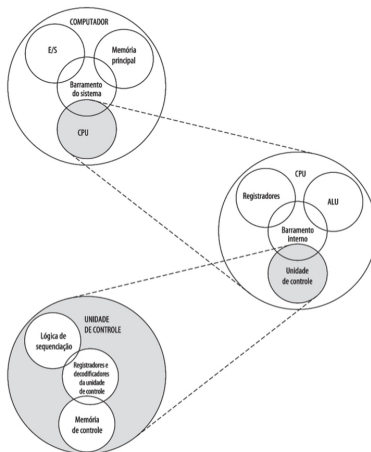 COMPUTADOR
E/S
Memória
principal
Barramento
do sistema
CPU
CPU
Registradores
ALU
Barramento
interno
Unidade
de controle
UNIDADE
DE CONTROLE
Lógica de
sequenciação
Registradores e
decodificadores
da unidade
de controle
Memória
de controle